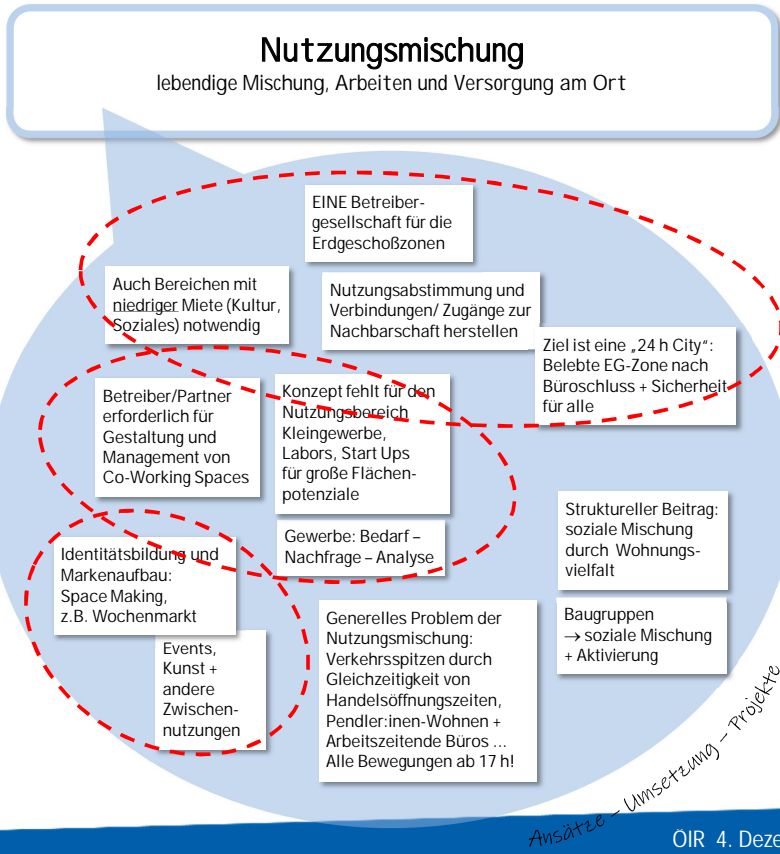 Nutzungsmischung
lebendige Mischung, Arbeiten und Versorgung am Ort
EINE Betreiber-
gesellschaft für die
Erdgeschoßzonen
Auch Bereichen mit
niedriger Miete (Kultur,
Soziales) notwendig
Nutzungsabstimmung und
Verbindungen/ Zugänge zur
Nachbarschaft herstellen
Ziel ist eine „24 h City“:
Belebte EG-Zone nach
Büroschluss + Sicherheit
für alle
Betreiber/Partner
erforderlich für
Gestaltung und
Management von
Co-Working Spaces
Konzept fehlt für den
Nutzungsbereich
Kleingewerbe,
Labors, Start Ups
für große Flächen-
potenziale
Gewerbe: Bedarf –
Nachfrage – Analyse
Struktureller Beitrag:
soziale Mischung
durch Wohnungs-
vielfalt
Identitätsbildung und
Markenaufbau:
Space Making,
z.B. Wochenmarkt
Events,
Kunst +
andere
Zwischen-
nutzungen
Generelles Problem der
Nutzungsmischung:
Verkehrsspitzen durch
Gleichzeitigkeit von
Handelsöffnungszeiten,
Pendler:inen-Wohnen +
Arbeitszeitende Büros ...
Alle Bewegungen ab 17 h!
Baugruppen
→ soziale Mischung
+ Aktivierung
Ansätze – Umsetzung – Projekte
ÖIR 4. Deze